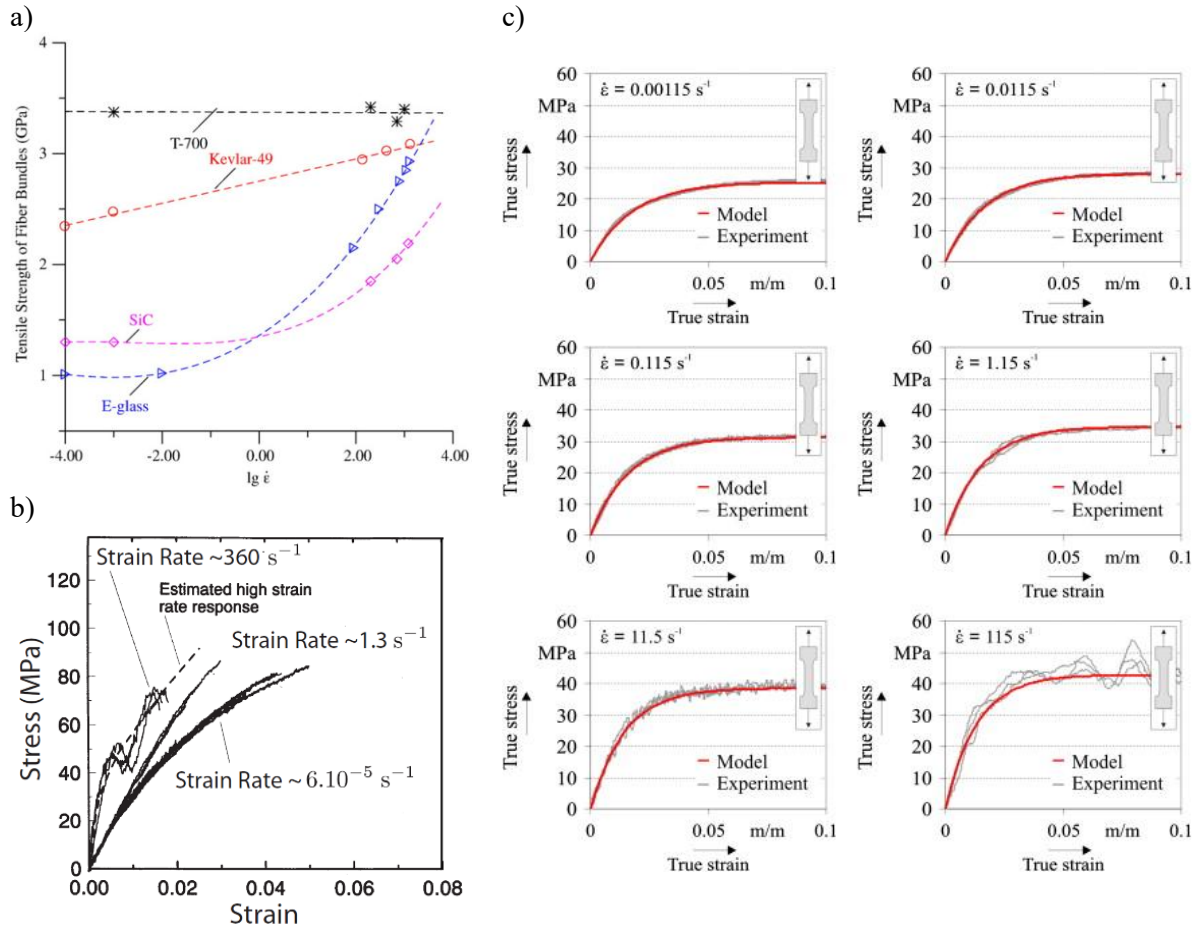 a)
4
3
2
1
Tensile Strength of Fiber Bundles (GPa)
T-700
Kevlar-49
SiC
E-glass
-4.00 -2.00 0.00 2.00 4.00
lg ε̇
b)
Strain Rate ~360 s⁻¹
Estimated high strain
rate response
Strain Rate ~1.3 s⁻¹
Strain Rate ~ 6.10⁻⁵ s⁻¹
120
100
80
60
40
20
0
Stress (MPa)
0.00 0.02 0.04 0.06 0.08
Strain
c)
60
MPa
40
30
20
10
0
True stress
ε̇ = 0.00115 s⁻¹
Model
Experiment
0 0.05 m/m 0.1
True strain
60
MPa
40
30
20
10
0
True stress
ε̇ = 0.0115 s⁻¹
Model
Experiment
0 0.05 m/m 0.1
True strain
60
MPa
40
30
20
10
0
True stress
ε̇ = 0.115 s⁻¹
Model
Experiment
0 0.05 m/m 0.1
True strain
60
MPa
40
30
20
10
0
True stress
ε̇ = 1.15 s⁻¹
Model
Experiment
0 0.05 m/m 0.1
True strain
60
MPa
40
30
20
10
0
True stress
ε̇ = 11.5 s⁻¹
Model
Experiment
0 0.05 m/m 0.1
True strain
60
MPa
40
30
20
10
0
True stress
ε̇ = 115 s⁻¹
Model
Experiment
0 0.05 m/m 0.1
True strain